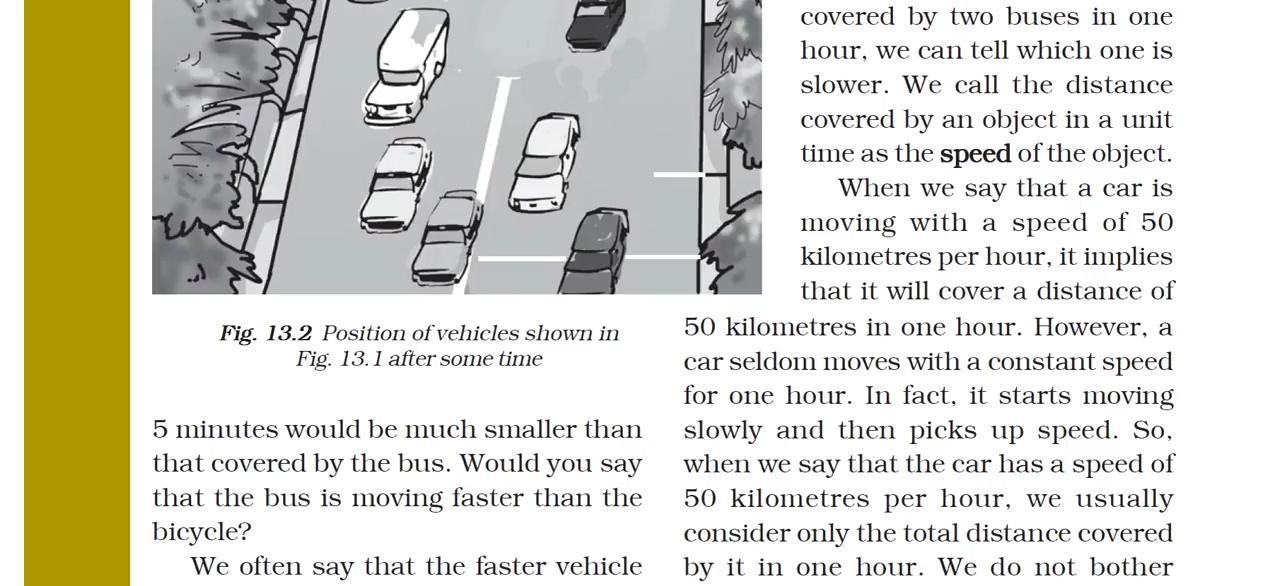 Fig. 13.2 Position of vehicles shown in
Fig. 13.1 after some time
5 minutes would be much smaller than
that covered by the bus. Would you say
that the bus is moving faster than the
bicycle?
We often say that the faster vehicle
covered by two buses in one
hour, we can tell which one is
slower. We call the distance
covered by an object in a unit
time as the speed of the object.
When we say that a car is
moving with a speed of 50
kilometres per hour, it implies
that it will cover a distance of
50 kilometres in one hour. However, a
car seldom moves with a constant speed
for one hour. In fact, it starts moving
slowly and then picks up speed. So,
when we say that the car has a speed of
50 kilometres per hour, we usually
consider only the total distance covered
by it in one hour. We do not bother